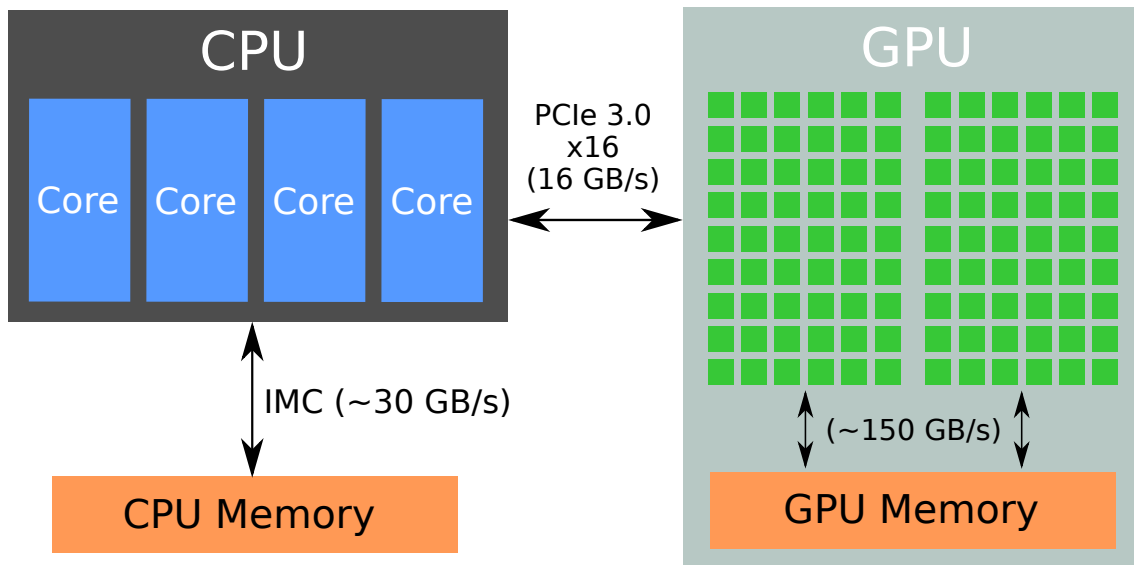 CPU
Core Core Core Core
PCIe 3.0
x16
(16 GB/s)
IMC (~30 GB/s)
CPU Memory
GPU
(~150 GB/s)
GPU Memory